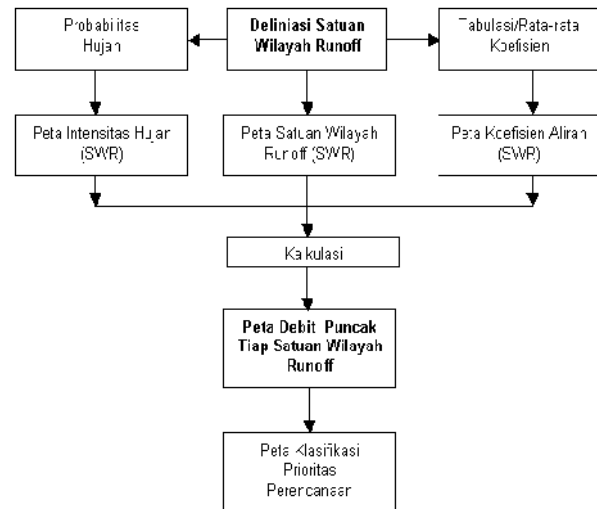 Probabilitas
Hujan
Deliniasi Satuan
Wilayah Runoff
Tabulasi/Rata-rata
Koefisien
Peta Intensitas Hujan
(SWR)
Peta Satuan Wilayah
Runoff (SWR)
Peta Koefisien Aliran
(SWR)
Kalkulasi
Peta Debit Puncak
Tiap Satuan Wilayah
Runoff
Peta Klasifikasi
Prioritas
Perencanaan